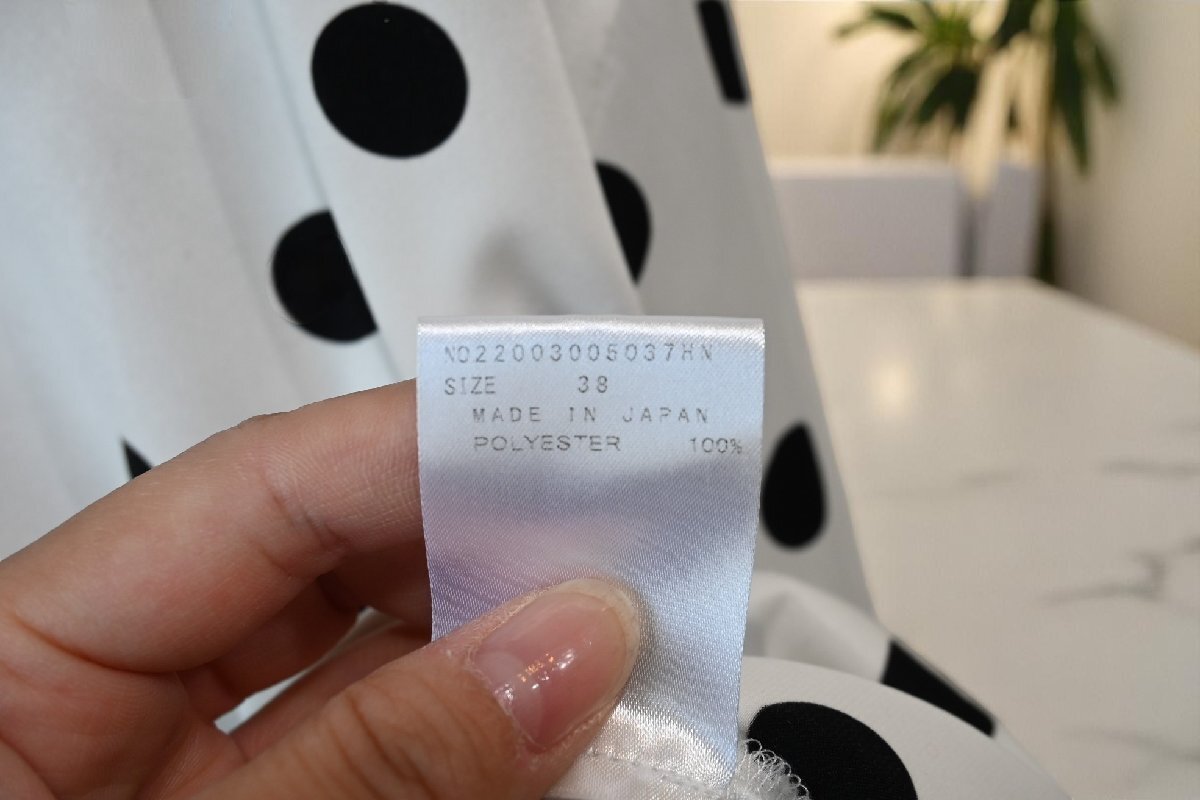 NO22003005037HN
SIZE 38
MADE IN JAPAN
POLYESTER 100%